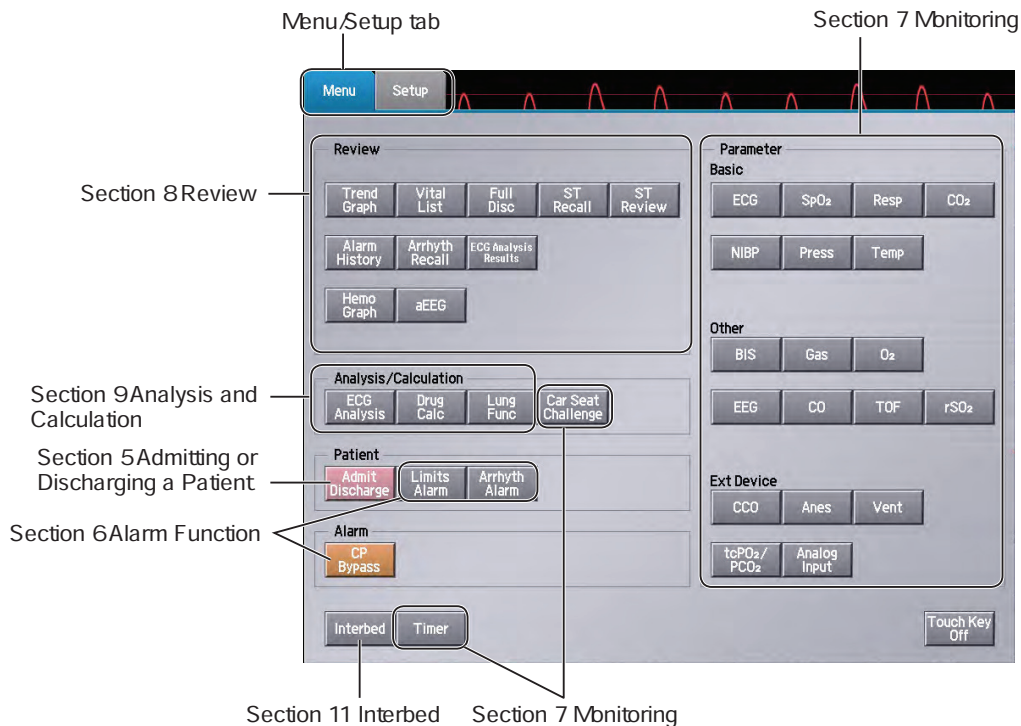 Menu/Setup tab
Section 7 Monitoring
Menu
Setup
Section 8 Review
Review
Trend
Graph
Vital
List
Full
Disc
ST
Recall
ST
Review
Alarm
History
Arrhyth
Recall
ECG Analysis
Results
Hemo
Graph
aEEG
Section 9 Analysis and
Calculation
Analysis/Calculation
ECG
Analysis
Drug
Calc
Lung
Func
Car Seat
Challenge
Section 5 Admitting or
Discharging a Patient
Patient
Admit
Discharge
Limits
Alarm
Arrhyth
Alarm
Section 6 Alarm Function
Alarm
CP
Bypass
Interbed
Timer
Parameter
Basic
ECG
SpO₂
Resp
CO₂
NIBP
Press
Temp
Other
BIS
Gas
O₂
EEG
CO
TOF
rSO₂
Ext Device
CCO
Anes
Vent
tcPO₂/
PCO₂
Analog
Input
Touch Key
Off
Section 11 Interbed
Section 7 Monitoring